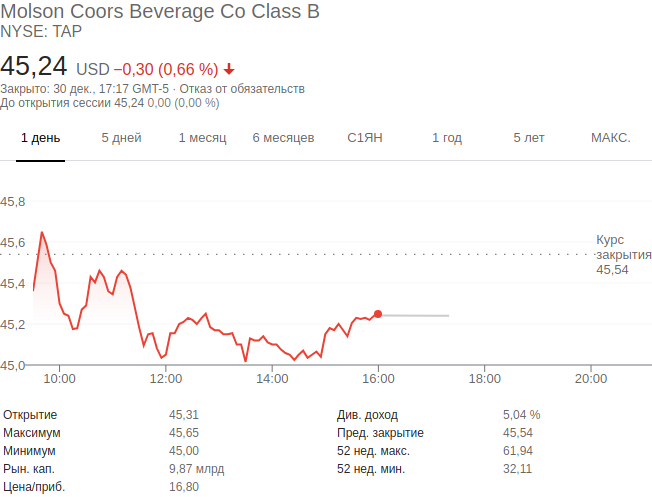 Molson Coors Beverage Co Class B
NYSE: TAP
45,24 USD −0,30 (0,66 %)
Закрыто: 30 дек., 17:17 GMT-5 · Отказ от обязательств
До открытия сессии 45,24 0,00 (0,00 %)
1 день 5 дней 1 месяц 6 месяцев С1ЯН 1 год 5 лет МАКС.
45,8
45,6
Курс
закрытия
45,54
45,4
45,2
45,0
10:00 12:00 14:00 16:00 18:00 20:00
Открытие 45,31 Див. доход 5,04 %
Максимум 45,65 Пред. закрытие 45,54
Минимум 45,00 52 нед. макс. 61,94
Рын. кап. 9,87 млрд 52 нед. мин. 32,11
Цена/приб. 16,80